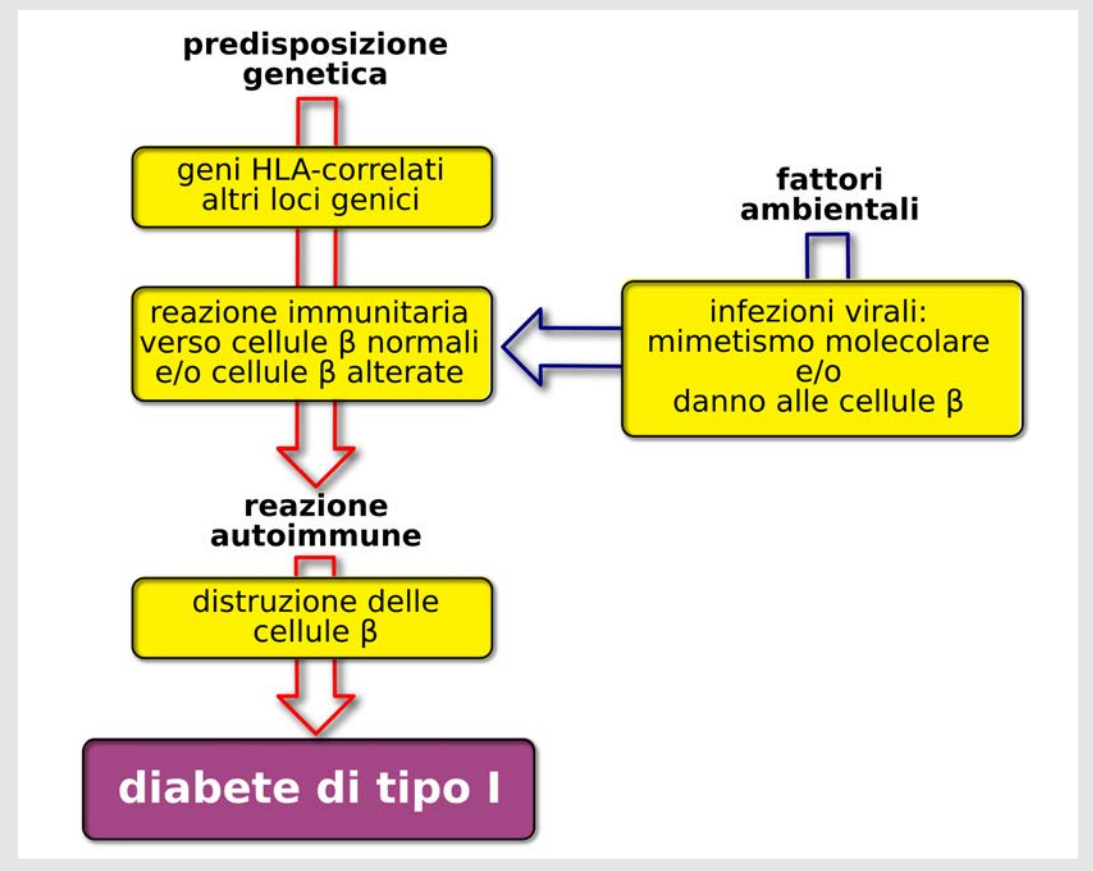 predisposizione
genetica
geni HLA-correlati
altri loci genici
reazione immunitaria
verso cellule β normali
e/o cellule β alterate
fattori
ambientali
infezioni virali:
mimetismo molecolare
e/o
danno alle cellule β
reazione
autoimmune
distruzione delle
cellule β
diabete di tipo I